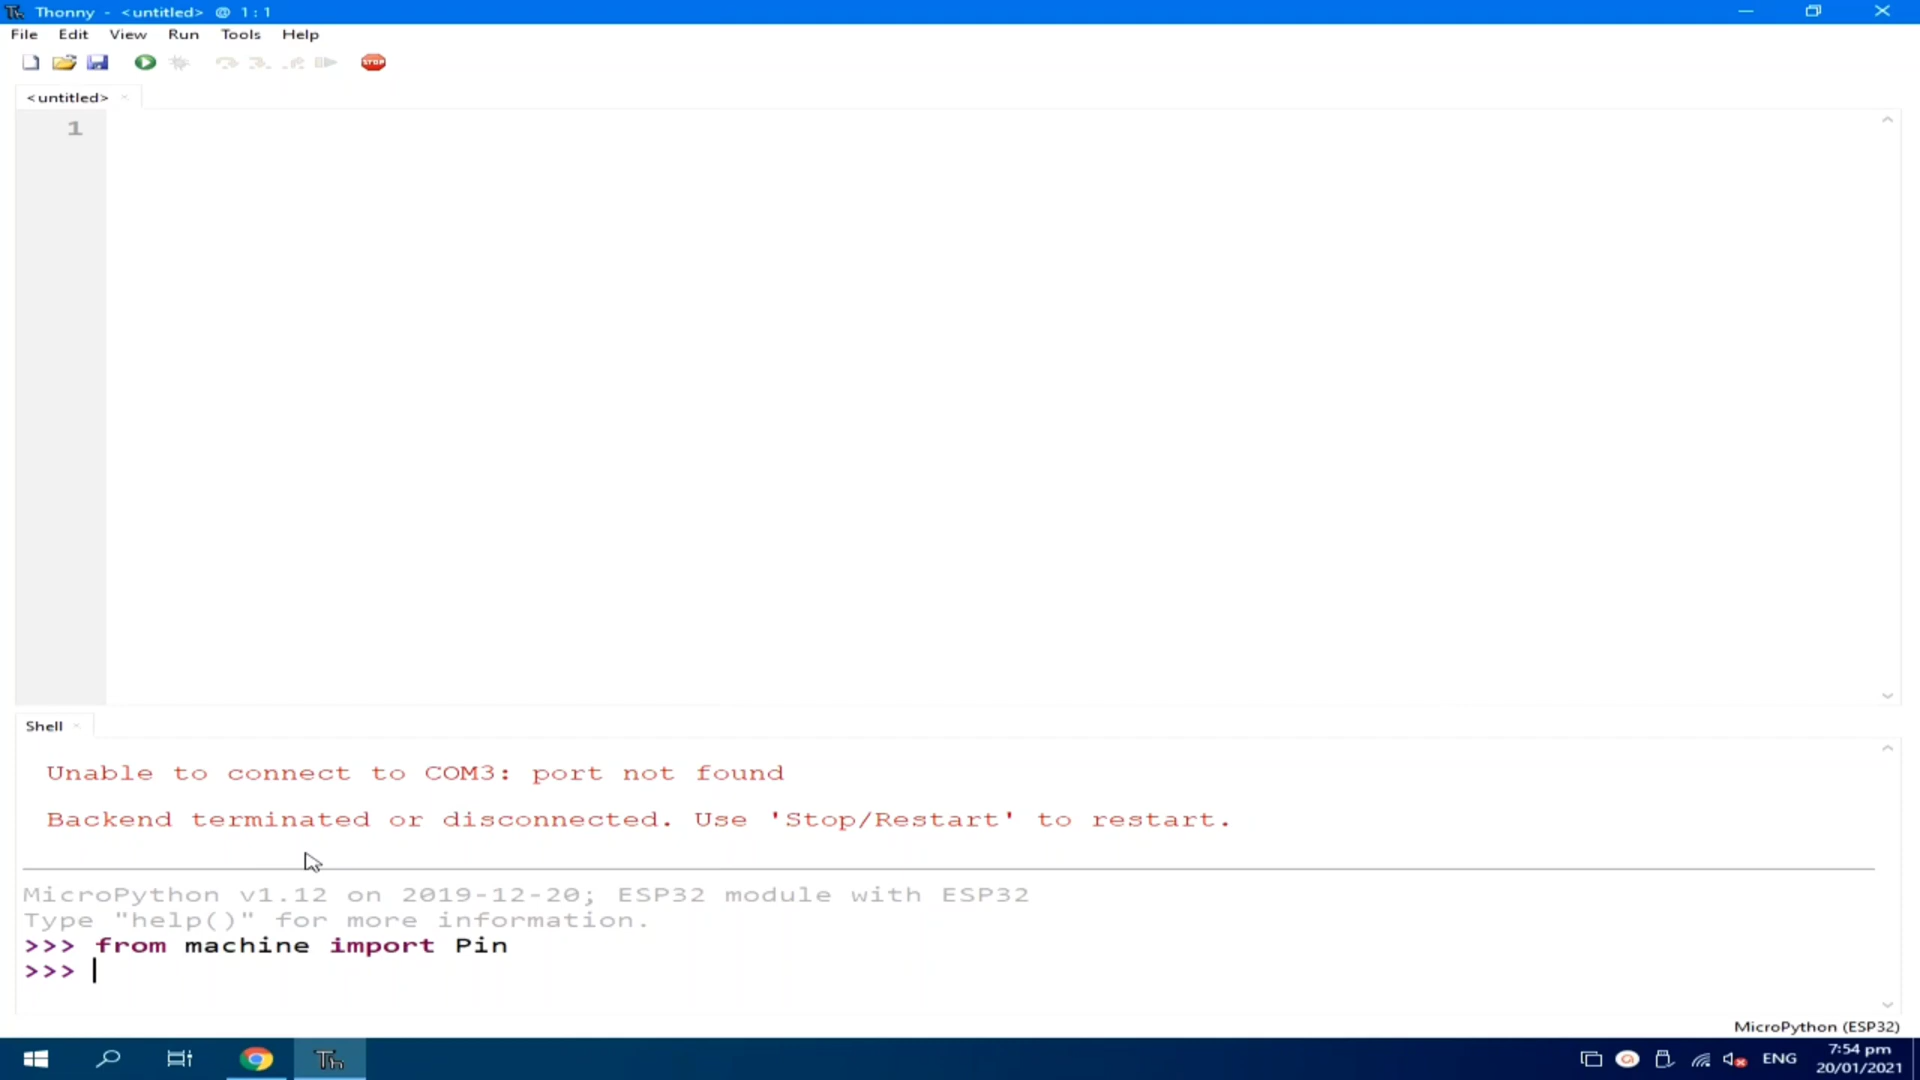 Th Thonny - <untitled> @ 1:1
File Edit View Run Tools Help
STOP
<untitled>
1
Shell
Unable to connect to COM3: port not found
Backend terminated or disconnected. Use 'Stop/Restart' to restart.
MicroPython v1.12 on 2019-12-20; ESP32 module with ESP32
Type "help()" for more information.
>>> from machine import Pin
>>>
MicroPython (ESP32)
Th
ENG
7:54 pm
20/01/2021